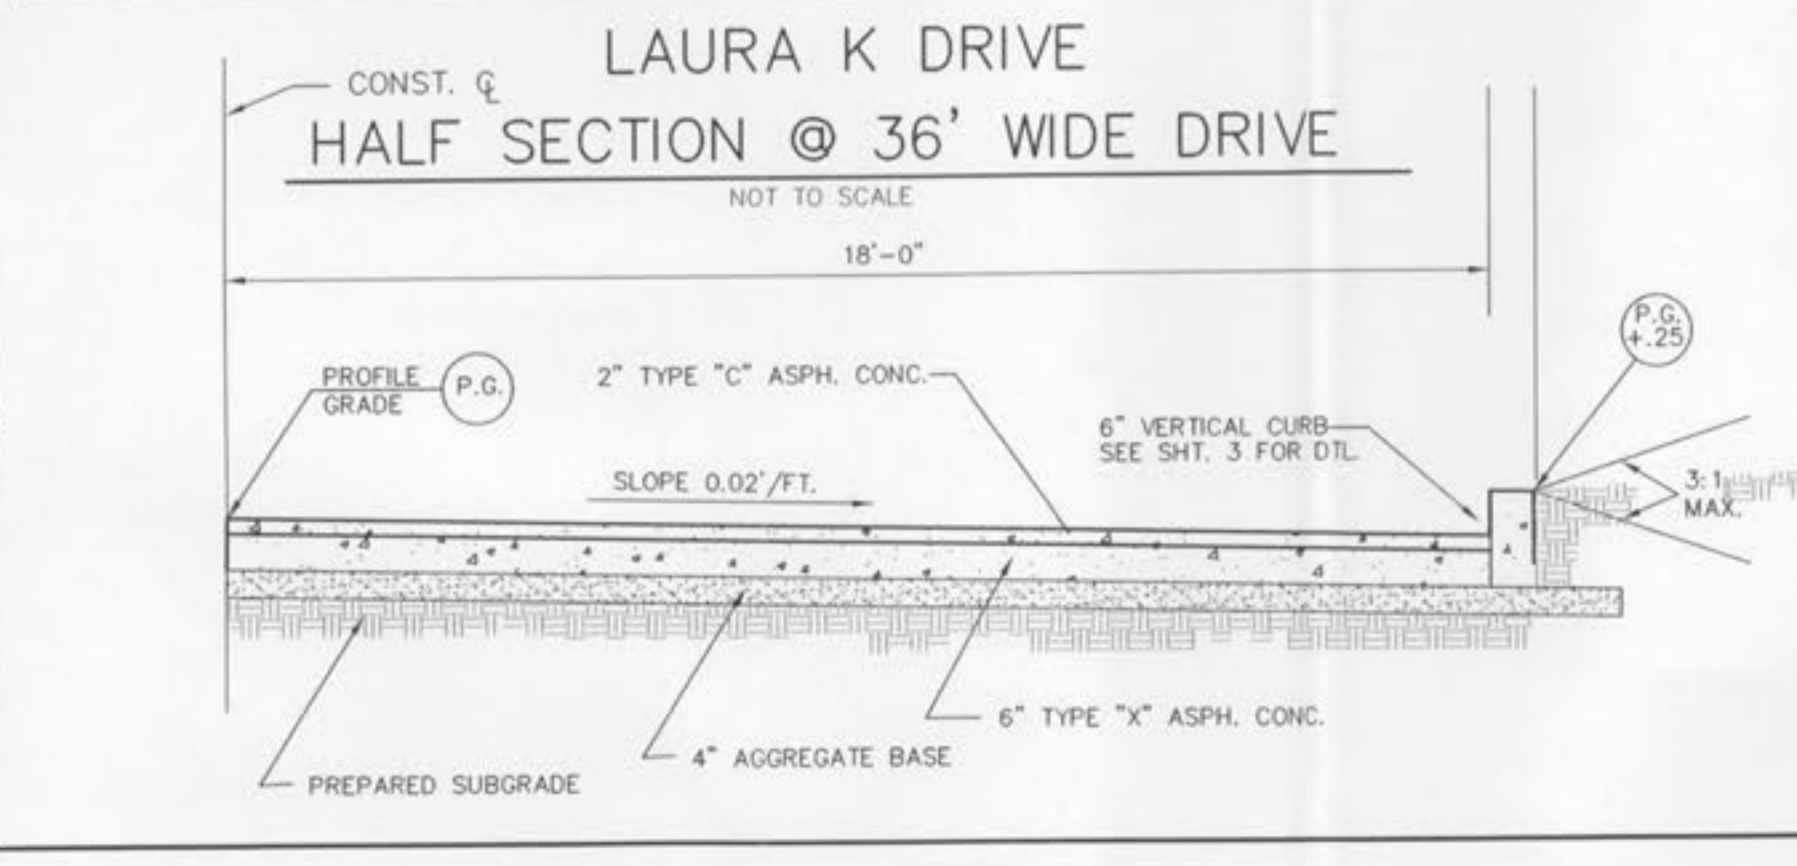 LAURA K DRIVE
CONST. ℄
HALF SECTION @ 36' WIDE DRIVE
NOT TO SCALE
18'-0"
P.G.
+.25
PROFILE
GRADE
P.G.
2" TYPE "C" ASPH. CONC.
6" VERTICAL CURB
SEE SHT. 3 FOR DTL.
SLOPE 0.02'/FT.
3:1
MAX.
6" TYPE "X" ASPH. CONC.
4" AGGREGATE BASE
PREPARED SUBGRADE